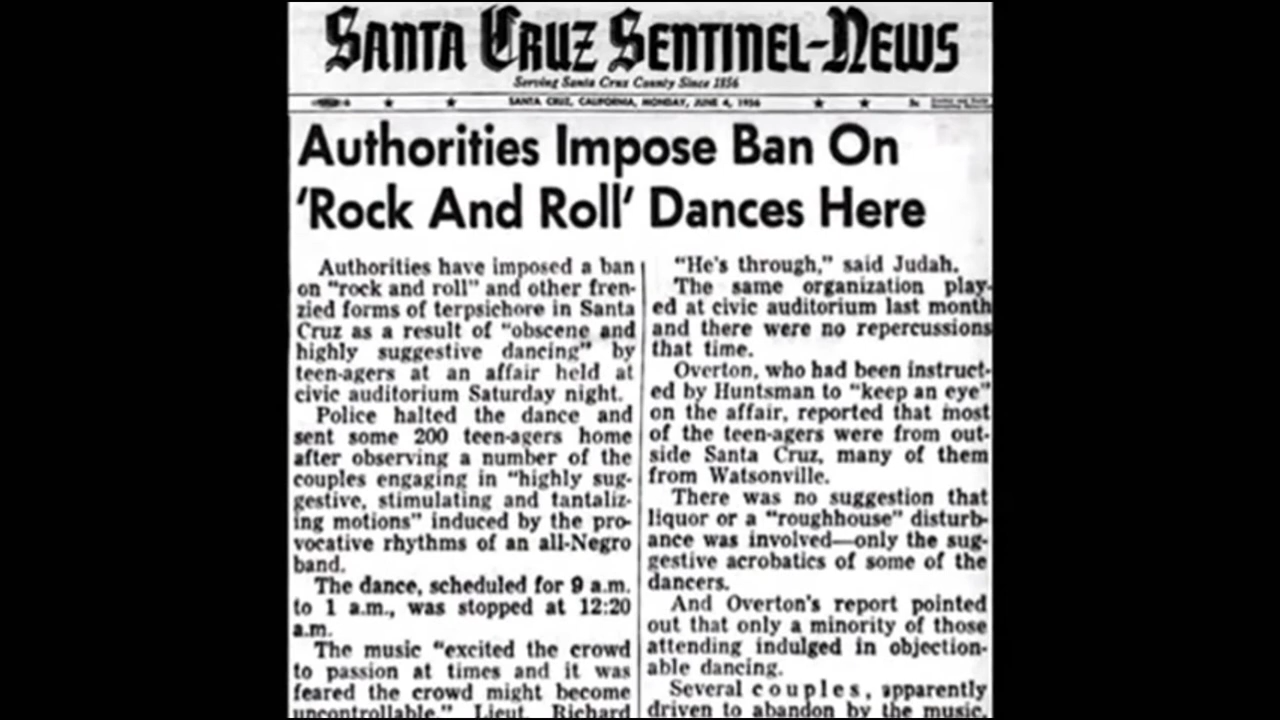 SANTA CRUZ SENTINEL-NEWS
Serving Santa Cruz County Since 1856
SANTA CRUZ, CALIFORNIA, MONDAY, JUNE 4, 1956
Authorities Impose Ban On
'Rock And Roll' Dances Here
Authorities have imposed a ban
on "rock and roll" and other fren-
zied forms of terpsichore in Santa
Cruz as a result of "obscene and
highly suggestive dancing" by
teen-agers at an affair held at
civic auditorium Saturday night.
Police halted the dance and
sent some 200 teen-agers home
after observing a number of the
couples engaging in "highly sug-
gestive, stimulating and tantaliz-
ing motions" induced by the pro-
vocative rhythms of an all-Negro
band.
The dance, scheduled for 9 a.m.
to 1 a.m., was stopped at 12:20
a.m.
The music "excited the crowd
to passion at times and it was
feared the crowd might become
uncontrollable." Lieut. Richard
"He's through," said Judah.
The same organization play-
ed at civic auditorium last month
and there were no repercussions
that time.
Overton, who had been instruct-
ed by Huntsman to "keep an eye"
on the affair, reported that most
of the teen-agers were from out-
side Santa Cruz, many of them
from Watsonville.
There was no suggestion that
liquor or a "roughhouse" disturb-
ance was involved—only the sug-
gestive acrobatics of some of the
dancers.
And Overton's report pointed
out that only a minority of those
attending indulged in objection-
able dancing.
Several couples, apparently
driven to abandon by the music,